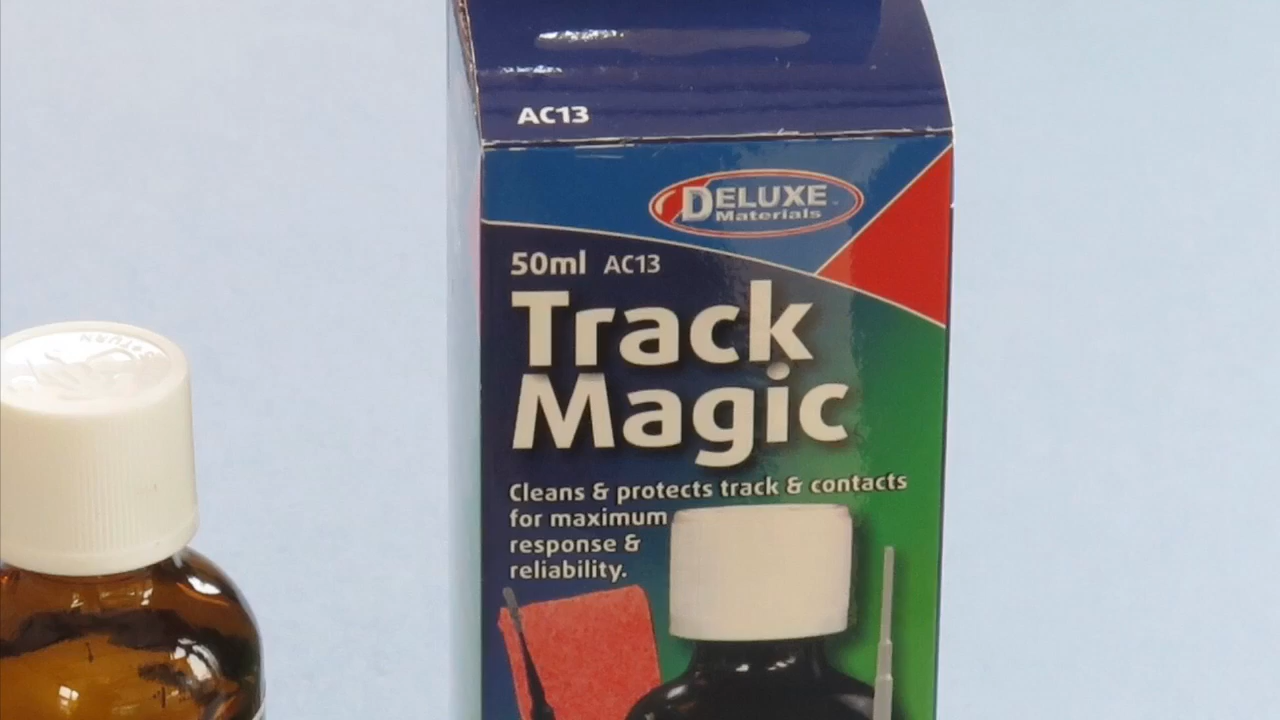 AC13
DELUXE
Materials
50ml AC13
Track
Magic
Cleans & protects track & contacts
for maximum
response &
reliability.